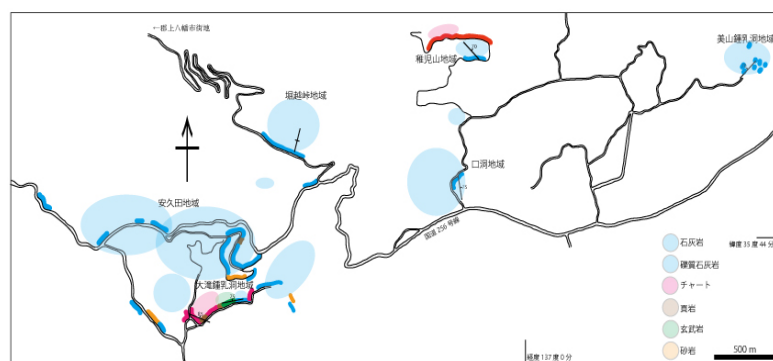 ←郡上八幡市街地
稚児山地域
美山鍾乳洞地域
堀越峠地域
口洞地域
安久田地域
国道 256 号線
大滝鍾乳洞地域
緯度 35 度 44 分
経度 137 度 0 分
石灰岩
礫質石灰岩
チャート
頁岩
玄武岩
砂岩
500 m